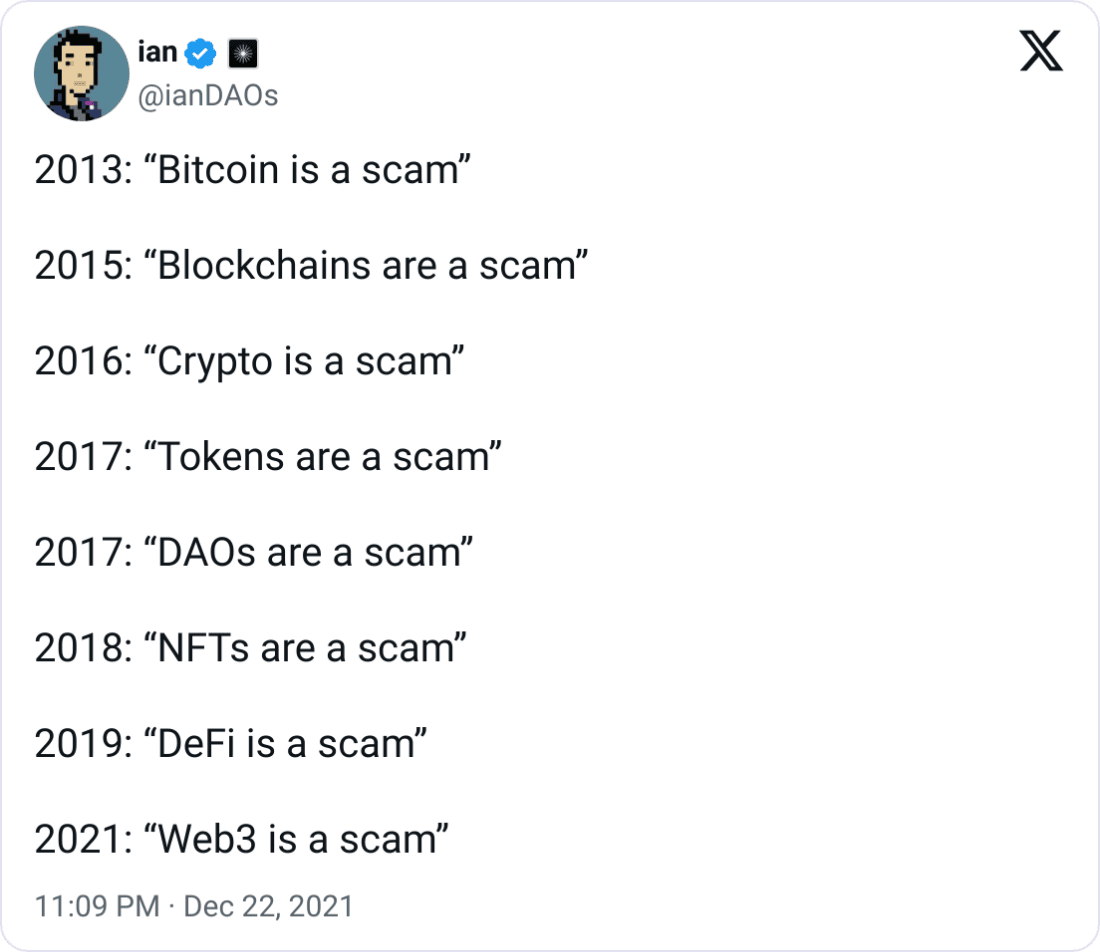 ian
@ianDAOs
2013: “Bitcoin is a scam”
2015: “Blockchains are a scam”
2016: “Crypto is a scam”
2017: “Tokens are a scam”
2017: “DAOs are a scam”
2018: “NFTs are a scam”
2019: “DeFi is a scam”
2021: “Web3 is a scam”
11:09 PM · Dec 22, 2021